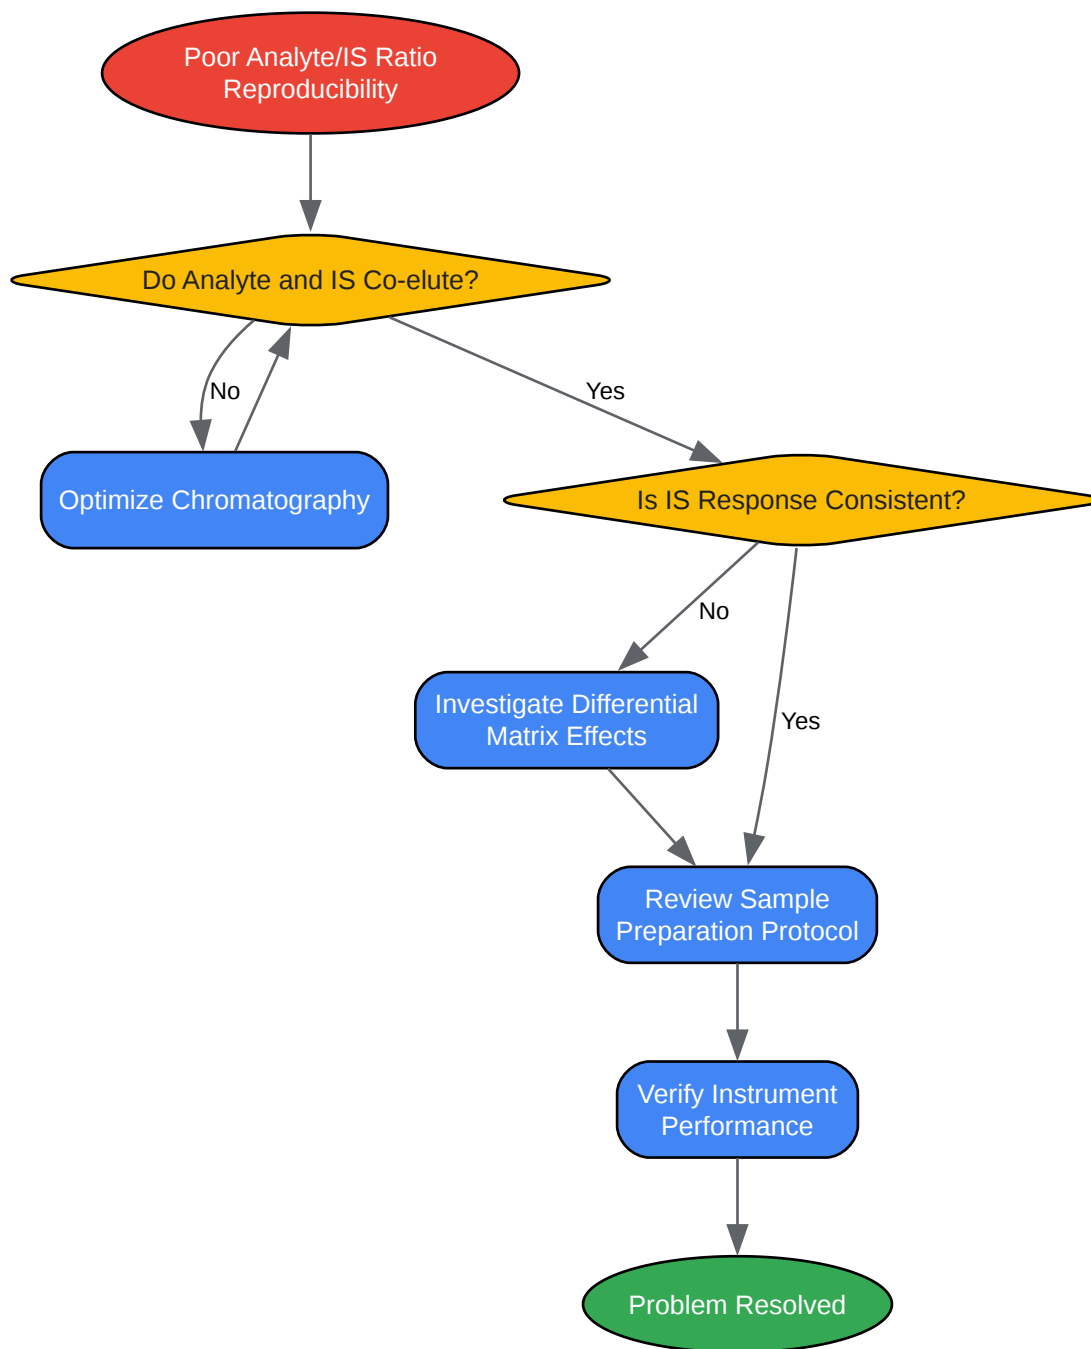 Poor Analyte/IS Ratio
Reproducibility
Do Analyte and IS Co-elute?
No
Yes
Optimize Chromatography
Is IS Response Consistent?
No
Investigate Differential
Matrix Effects
Yes
Review Sample
Preparation Protocol
Verify Instrument
Performance
Problem Resolved